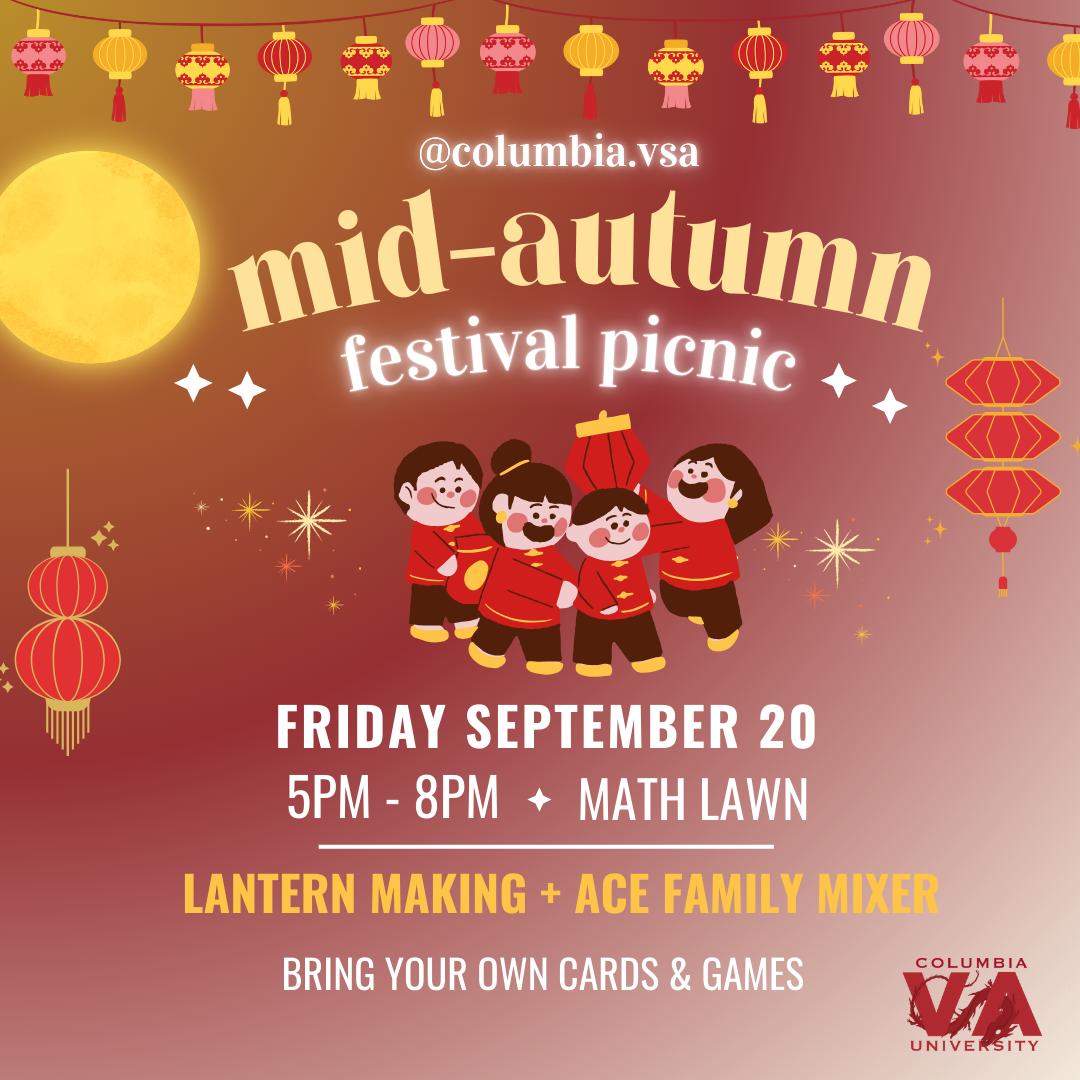 @columbia.vsa
mid-autumn
festival picnic
FRIDAY SEPTEMBER 20
5PM - 8PM ✦ MATH LAWN
LANTERN MAKING + ACE FAMILY MIXER
BRING YOUR OWN CARDS & GAMES
COLUMBIA
VSA
UNIVERSITY